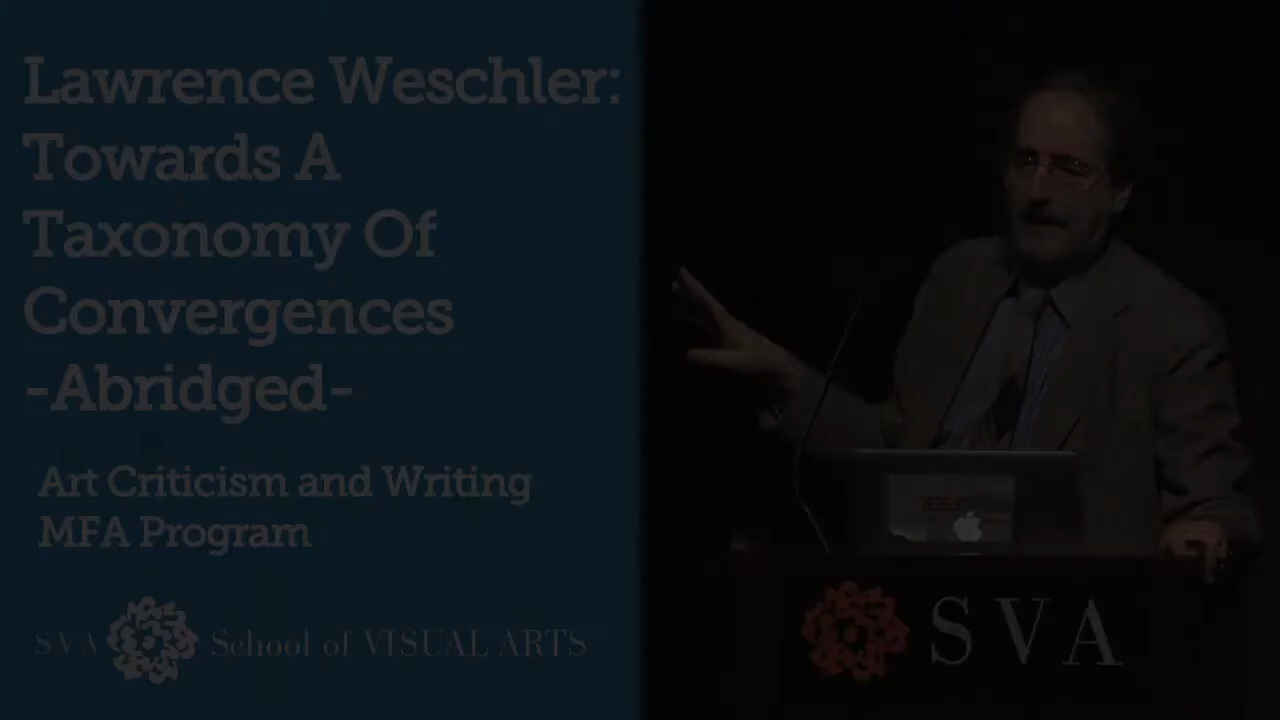 Lawrence Weschler:
Towards A
Taxonomy Of
Convergences
-Abridged-
Art Criticism and Writing
MFA Program
SVA School of VISUAL ARTS
SVA